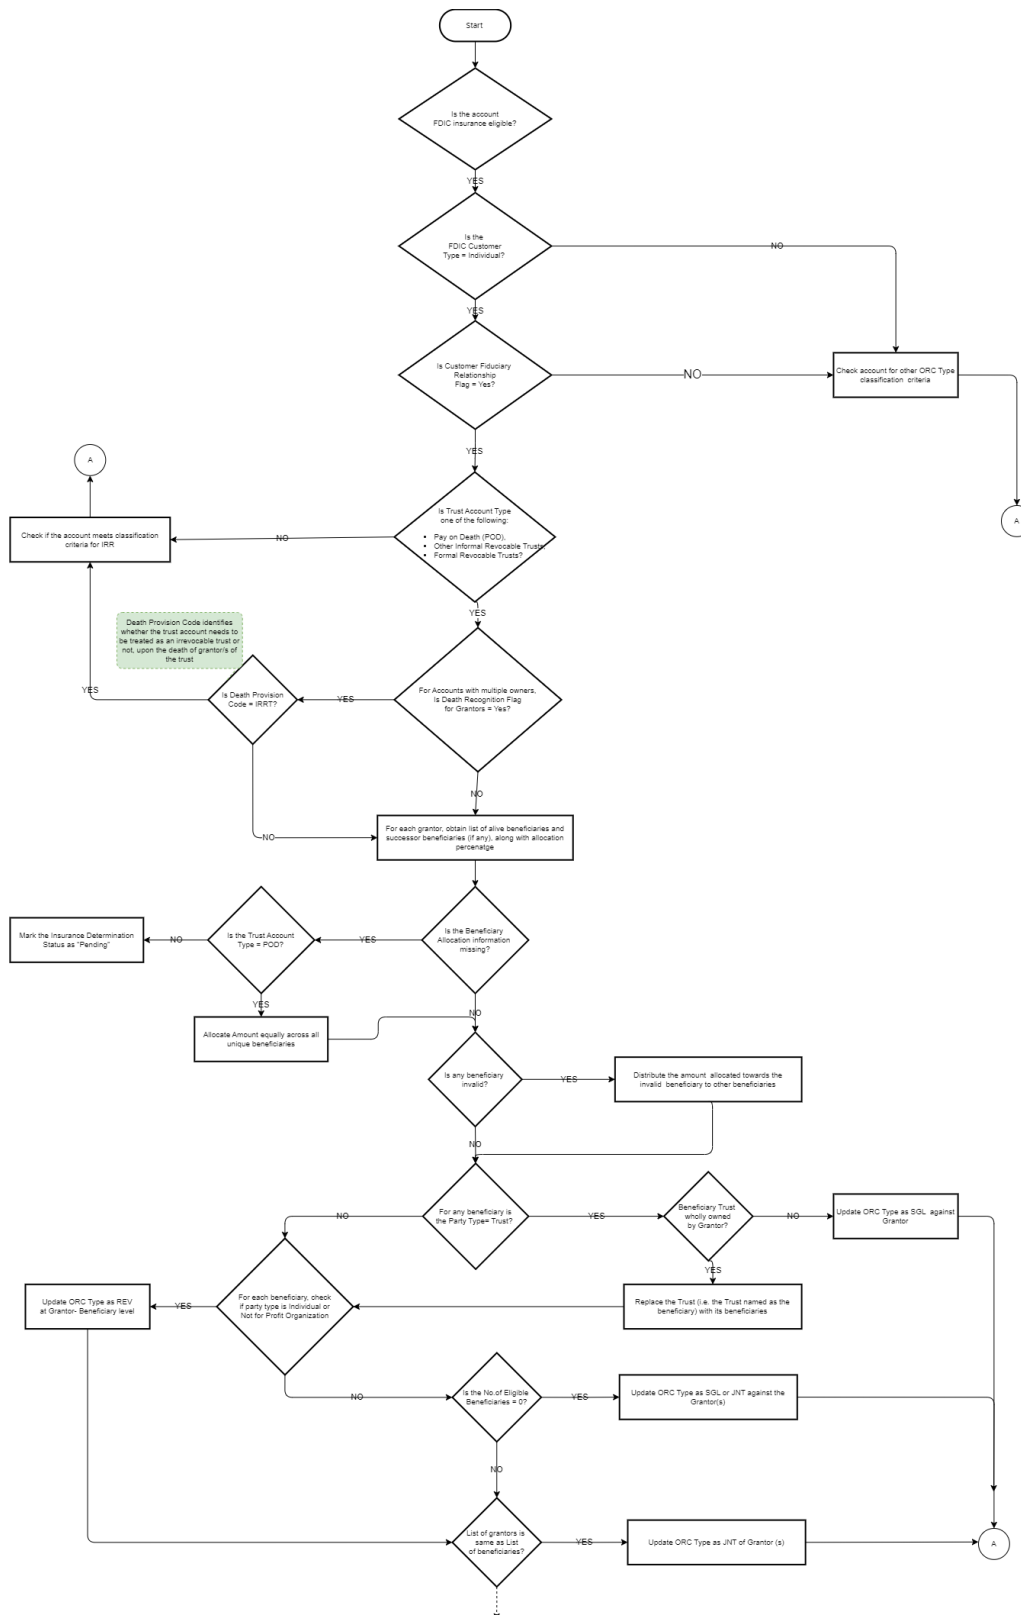 Start
Is the account
FDIC insurance eligible?
YES
Is the
FDIC Customer
Type = Individual?
NO
YES
Is Customer Fiduciary
Relationship
Flag = Yes?
NO
Check account for other ORC Type
classification criteria
YES
A
Is Trust Account Type
one of the following:
Pay on Death (POD),
Other Informal Revocable Trusts,
Formal Revocable Trusts?
A
Check if the account meets classification
criteria for IRR
NO
YES
Death Provision Code identifies
whether the trust account needs to
be treated as an irrevocable trust or
not, upon the death of grantor/s of
the trust
YES
Is Death Provision
Code = IRRT?
YES
For Accounts with multiple owners,
Is Death Recognition Flag
for Grantors = Yes?
NO
NO
For each grantor, obtain list of alive beneficiaries and
successor beneficiaries (if any), along with allocation
percenatge
Mark the Insurance Determination
Status as "Pending"
NO
Is the Trust Account
Type = POD?
YES
Is the Beneficiary
Allocation information
missing?
YES
NO
Allocate Amount equally across all
unique beneficiaries
Is any beneficiary
invalid?
YES
Distribute the amount allocated towards the
invalid beneficiary to other beneficiaries
NO
For any beneficiary is
the Party Type= Trust?
NO
YES
Beneficiary Trust
wholly owned
by Grantor?
NO
Update ORC Type as SGL against
Grantor
YES
Update ORC Type as REV
at Grantor- Beneficiary level
YES
For each beneficiary, check
if party type is Individual or
Not for Profit Organization
Replace the Trust (i.e. the Trust named as the
beneficiary) with its beneficiaries
NO
Is the No.of Eligible
Beneficiaries = 0?
YES
Update ORC Type as SGL or JNT against the
Grantor(s)
NO
List of grantors is
same as List
of beneficiaries?
YES
Update ORC Type as JNT of Grantor (s)
A